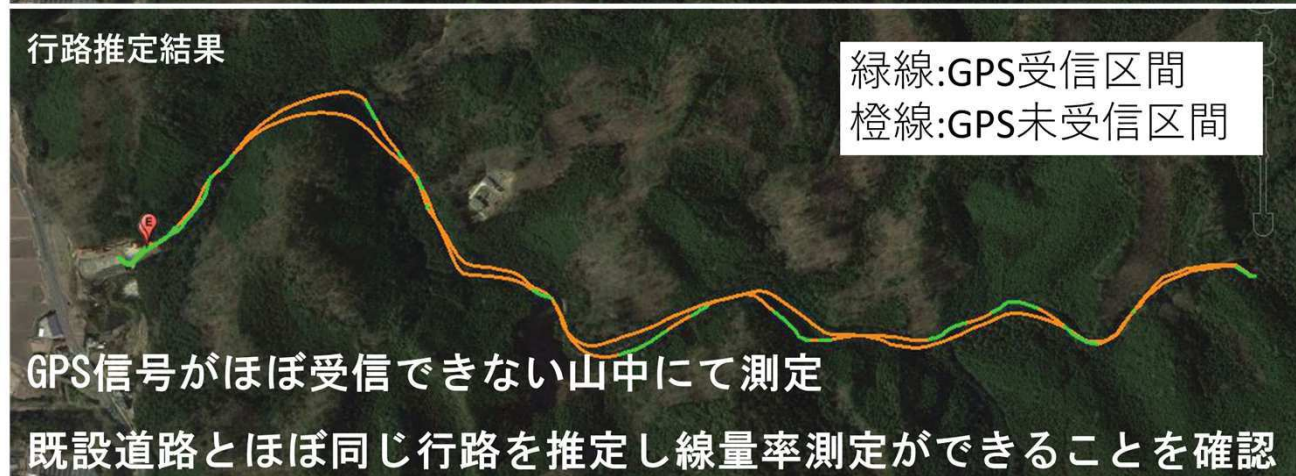 行路推定結果
緑線:GPS受信区間
橙線:GPS未受信区間
E
GPS信号がほぼ受信できない山中にて測定
既設道路とほぼ同じ行路を推定し線量率測定ができることを確認